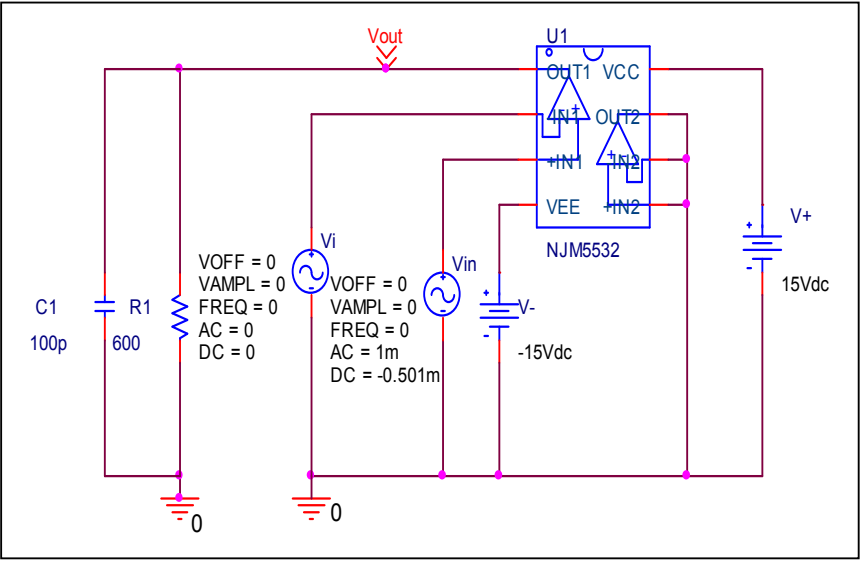 Vout
U1
OUT1 VCC
-IN1 OUT2
+IN1 -IN2
VEE +IN2
NJM5532
V+
15Vdc
Vi
VOFF = 0
VAMPL = 0
FREQ = 0
AC = 0
DC = 0
Vin
VOFF = 0
VAMPL = 0
FREQ = 0
AC = 1m
DC = -0.501m
V-
-15Vdc
C1
100p
R1
600
0
0